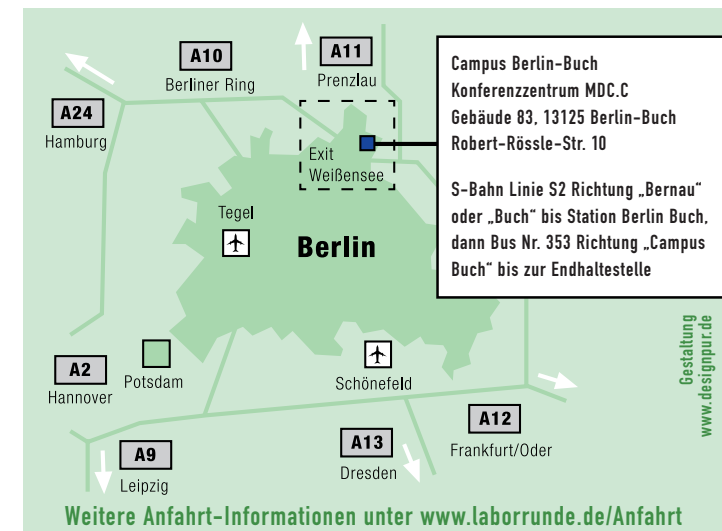 A10
Berliner Ring
A11
Prenzlau
A24
Hamburg
Exit
Weißensee
Campus Berlin-Buch
Konferenzzentrum MDC.C
Gebäude 83, 13125 Berlin-Buch
Robert-Rössle-Str. 10
S-Bahn Linie S2 Richtung „Bernau“
oder „Buch“ bis Station Berlin Buch,
dann Bus Nr. 353 Richtung „Campus
Buch“ bis zur Endhaltestelle
Tegel
Berlin
A2
Hannover
Potsdam
Schönefeld
A9
Leipzig
A13
Dresden
A12
Frankfurt/Oder
Gestaltung
www.designpur.de
Weitere Anfahrt-Informationen unter www.laborrunde.de/Anfahrt